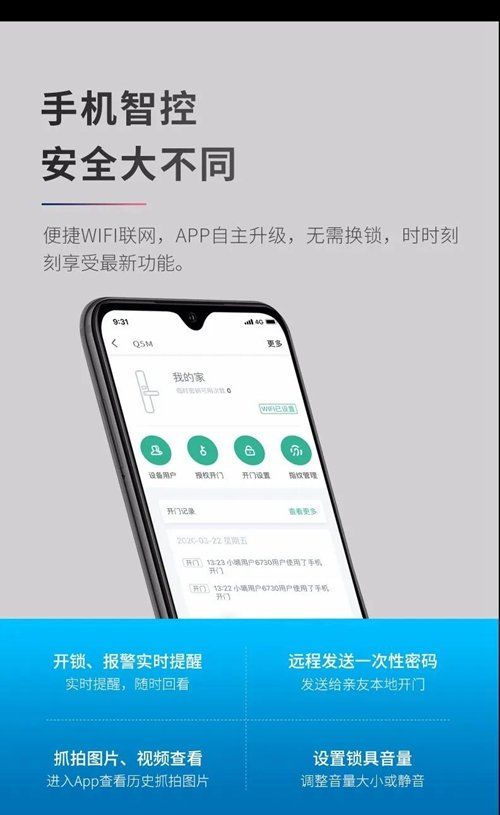 手机智控
安全大不同
便捷WIFI联网，APP自主升级，无需换锁，时时刻
刻享受最新功能。
9:31
4G
Q5M
更多
我的家
临时密码可用次数 0
WIFI已设置
设备用户
授权开门
开门设置
指纹管理
开门记录
查看更多
2020-03-22 星期五
开门 13:23 小嘀用户6730用户使用了手机
开门
开门 13:22 小嘀用户6730用户使用了手机
开门
开锁、报警实时提醒
实时提醒，随时回看
远程发送一次性密码
发送给亲友本地开门
抓拍图片、视频查看
进入App查看历史抓拍图片
设置锁具音量
调整音量大小或静音